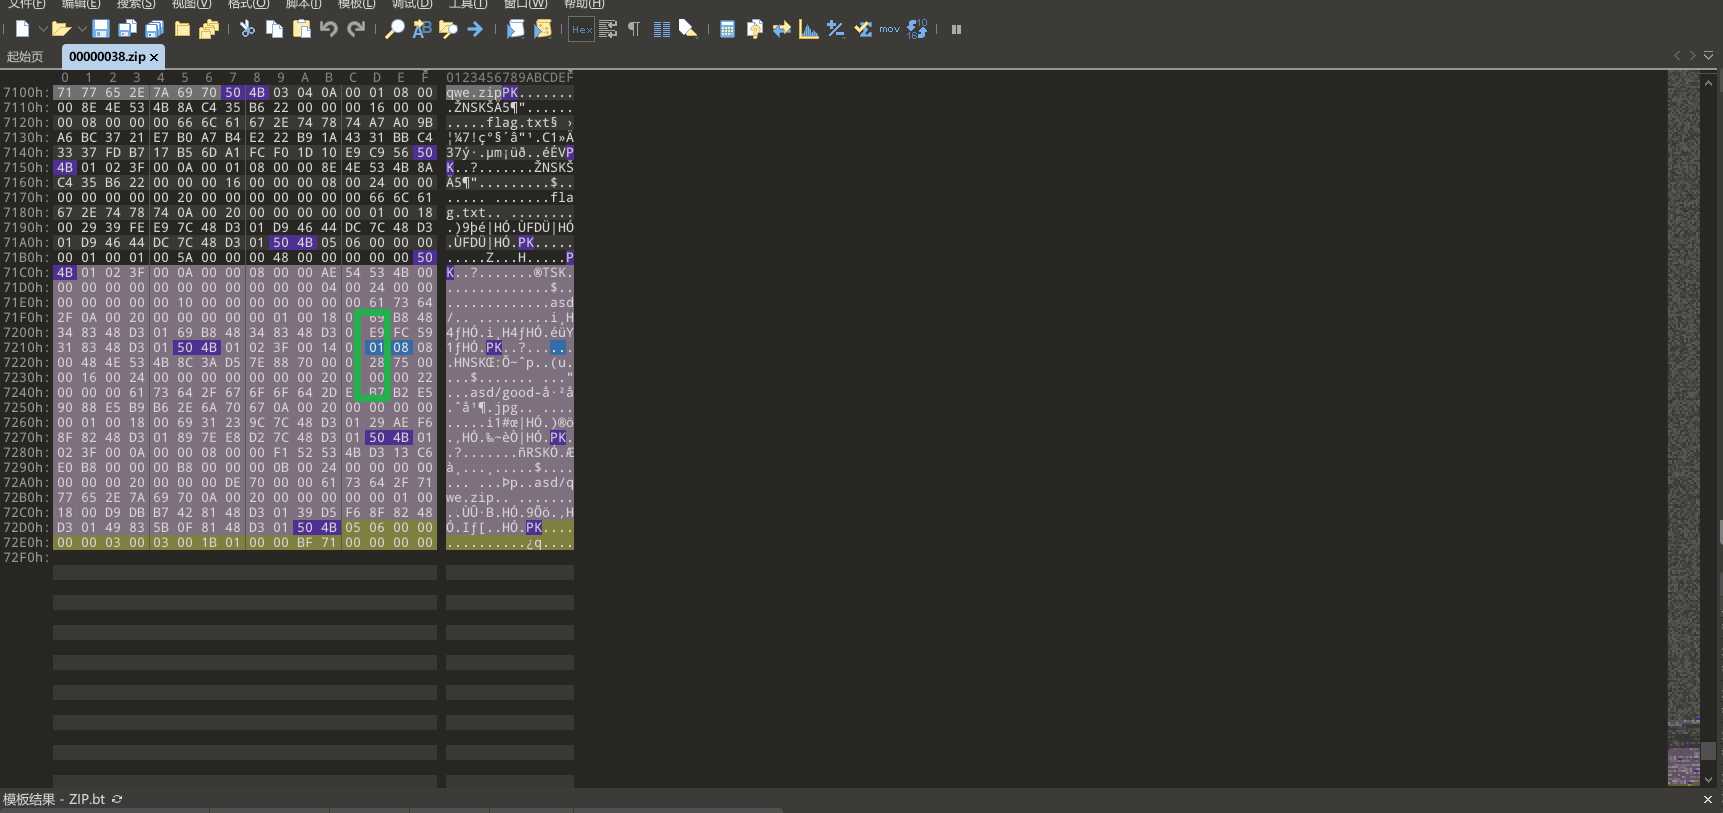 文件(F) 编辑(E) 搜索(S) 视图(V) 格式(O) 脚本(I) 模板(L) 调试(D) 工具(T) 窗口(W) 帮助(H)
Hex mov
起始页 00000038.zip ×
0 1 2 3 4 5 6 7 8 9 A B C D E F 0123456789ABCDEF
7100h: 71 77 65 2E 7A 69 70 50 4B 03 04 0A 00 01 08 00 qwe.zipPK.......
7110h: 00 8E 4E 53 4B 8A C4 35 B6 22 00 00 00 16 00 00 .ŽNSKŠÄ5¶"......
7120h: 00 08 00 00 00 66 6C 61 67 2E 74 78 74 A7 A0 9B .....flag.txt§ ›
7130h: A6 BC 37 21 E7 B0 A7 B4 E2 22 B9 1A 43 31 BB C4 ¦¼7!ç°§´â"¹.C1»Ä
7140h: 33 37 FD B7 17 B5 6D A1 FC F0 1D 10 E9 C9 56 50 37ý·.µm¡üð..éÉVP
7150h: 4B 01 02 3F 00 0A 00 01 08 00 00 8E 4E 53 4B 8A K..?.......ŽNSKŠ
7160h: C4 35 B6 22 00 00 00 16 00 00 00 08 00 24 00 00 Ä5¶".........$..
7170h: 00 00 00 00 00 20 00 00 00 00 00 00 00 66 6C 61 ..... .......fla
7180h: 67 2E 74 78 74 0A 00 20 00 00 00 00 00 01 00 18 g.txt.. ........
7190h: 00 29 39 FE E9 7C 48 D3 01 D9 46 44 DC 7C 48 D3 .)9þé|HÓ.ÙFDÜ|HÓ
71A0h: 01 D9 46 44 DC 7C 48 D3 01 50 4B 05 06 00 00 00 .ÙFDÜ|HÓ.PK.....
71B0h: 00 01 00 01 00 5A 00 00 00 48 00 00 00 00 00 50 .....Z...H.....P
71C0h: 4B 01 02 3F 00 0A 00 00 08 00 00 AE 54 53 4B 00 K..?.......®TSK.
71D0h: 00 00 00 00 00 00 00 00 00 00 00 04 00 24 00 00 .............$..
71E0h: 00 00 00 00 00 10 00 00 00 00 00 00 00 61 73 64 .............asd
71F0h: 2F 0A 00 20 00 00 00 00 00 01 00 18 0 69 B8 48 /.. .........i¸H
7200h: 34 83 48 D3 01 69 B8 48 34 83 48 D3 0 E9 FC 59 4ƒHÓ.i¸H4ƒHÓ.éüY
7210h: 31 83 48 D3 01 50 4B 01 02 3F 00 14 0 01 08 08 1ƒHÓ.PK..?......
7220h: 00 48 4E 53 4B 8C 3A D5 7E 88 70 00 0 28 75 00 .HNSKŒ:Õ~ˆp..(u.
7230h: 00 16 00 24 00 00 00 00 00 00 00 20 0 00 00 22 ...$....... ..."
7240h: 00 00 00 61 73 64 2F 67 6F 6F 64 2D E B7 B2 E5 ...asd/good-å·²å
7250h: 90 88 E5 B9 B6 2E 6A 70 67 0A 00 20 00 00 00 00 .ˆå¹¶.jpg.. ....
7260h: 00 01 00 18 00 69 31 23 9C 7C 48 D3 01 29 AE F6 .....i1#œ|HÓ.)®ö
7270h: 8F 82 48 D3 01 89 7E E8 D2 7C 48 D3 01 50 4B 01 .‚HÓ.‰~èÒ|HÓ.PK.
7280h: 02 3F 00 0A 00 00 08 00 00 F1 52 53 4B D3 13 C6 .?.......ñRSKÓ.Æ
7290h: E0 B8 00 00 00 B8 00 00 00 0B 00 24 00 00 00 00 à¸...¸.....$....
72A0h: 00 00 00 20 00 00 00 DE 70 00 00 61 73 64 2F 71 ... ...Þp..asd/q
72B0h: 77 65 2E 7A 69 70 0A 00 20 00 00 00 00 00 01 00 we.zip.. .......
72C0h: 18 00 D9 DB B7 42 81 48 D3 01 39 D5 F6 8F 82 48 ..ÙÛ·B.HÓ.9Õö.‚H
72D0h: D3 01 49 83 5B 0F 81 48 D3 01 50 4B 05 06 00 00 Ó.Iƒ[..HÓ.PK....
72E0h: 00 00 03 00 03 00 1B 01 00 00 BF 71 00 00 00 00 ..........¿q....
72F0h:
模板结果 - ZIP.bt ×